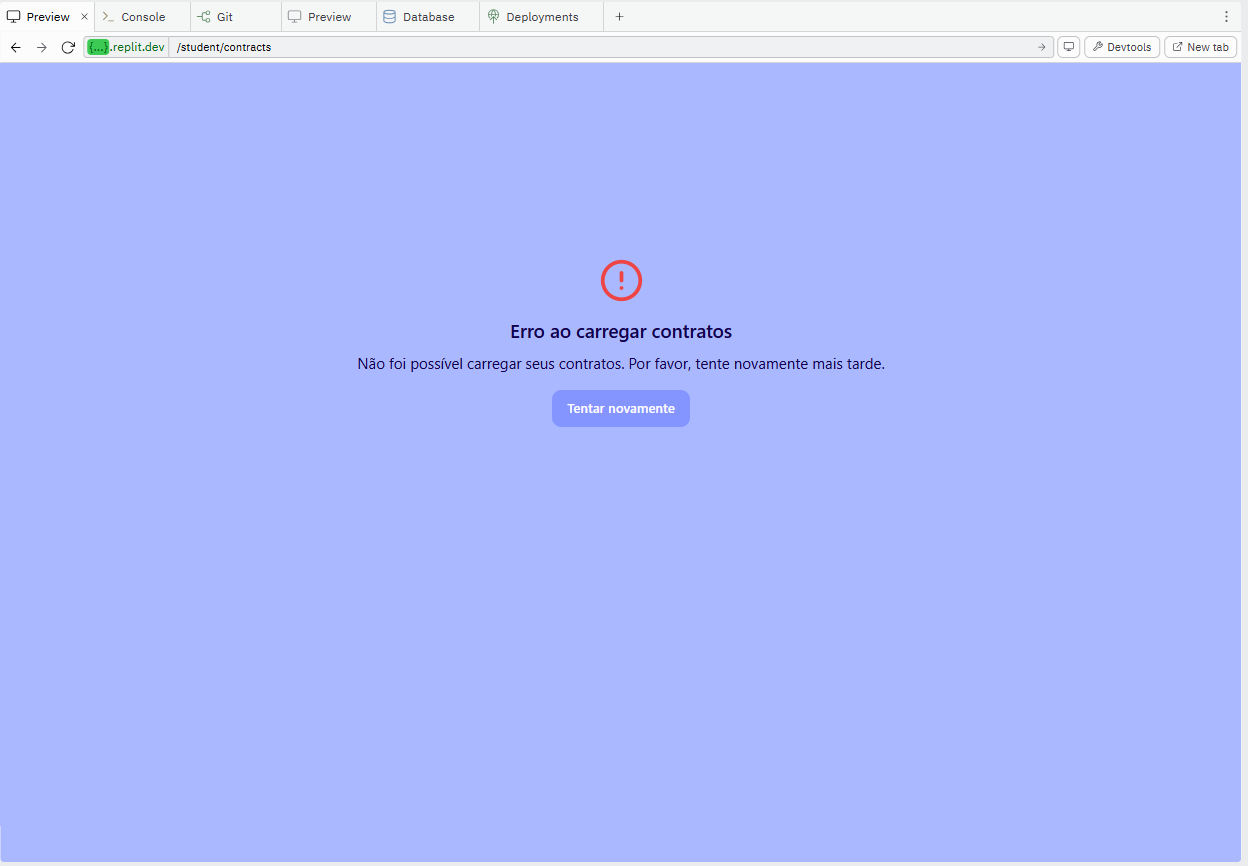 Preview Console Git Preview Database Deployments
{...}.replit.dev /student/contracts Devtools New tab
Erro ao carregar contratos
Não foi possível carregar seus contratos. Por favor, tente novamente mais tarde.
Tentar novamente